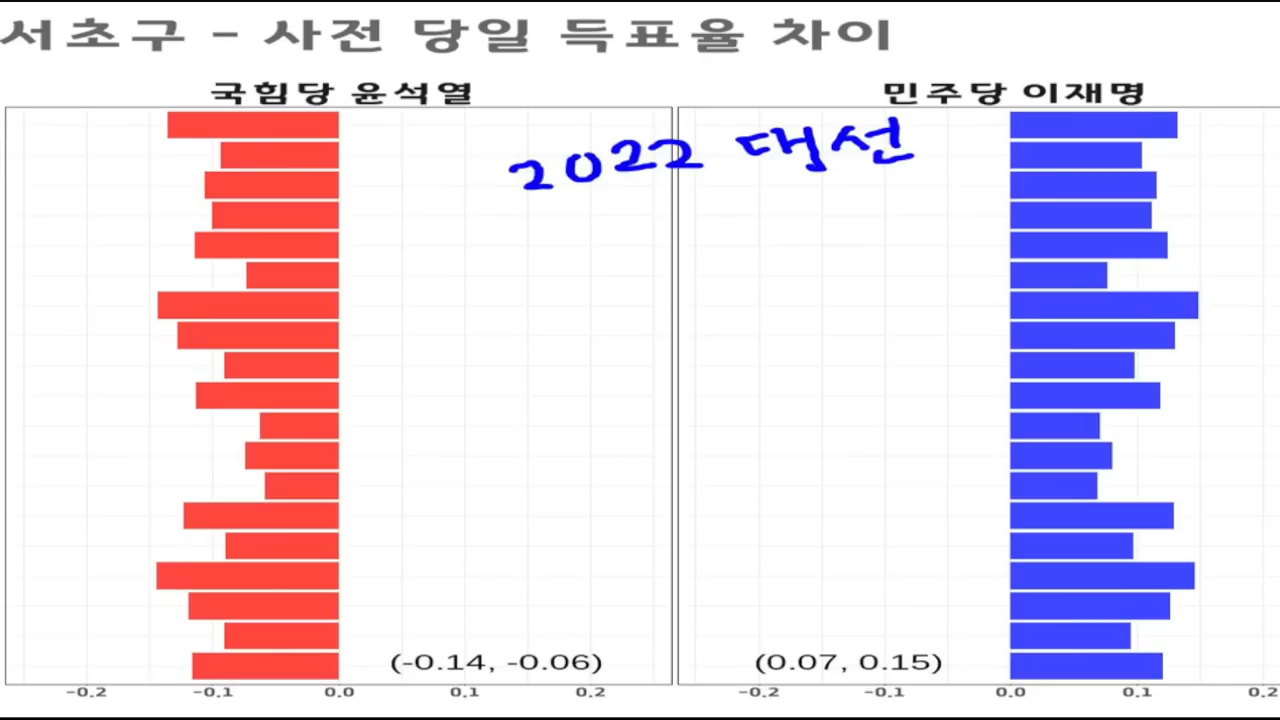 서초구 - 사전 당일 득표율 차이
국힘당 윤석열
민주당 이재명
2022 대선
(-0.14, -0.06)
(0.07, 0.15)
-0.2 -0.1 0.0 0.1 0.2
-0.2 -0.1 0.0 0.1 0.2